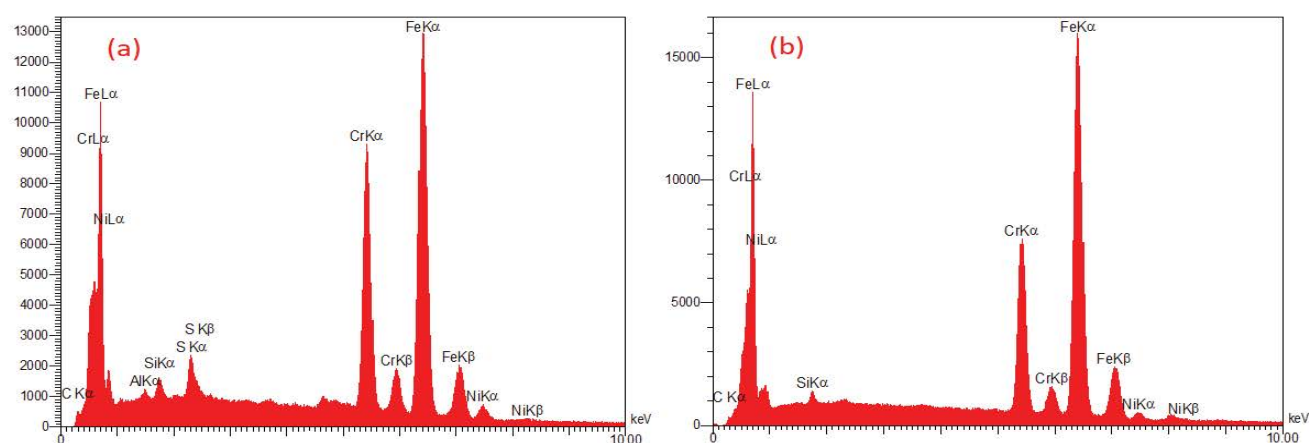 (a)
13000
12000
11000
10000
9000
8000
7000
6000
5000
4000
3000
2000
1000
0
FeLα
CrLα
NiLα
C Kα
AlKα
SiKα
S Kβ
S Kα
CrKα
CrKβ
FeKα
FeKβ
NiKα
NiKβ
keV
0
10.00
(b)
15000
10000
5000
0
FeLα
CrLα
NiLα
C Kα
SiKα
CrKα
CrKβ
FeKα
FeKβ
NiKα
NiKβ
keV
0
10.00